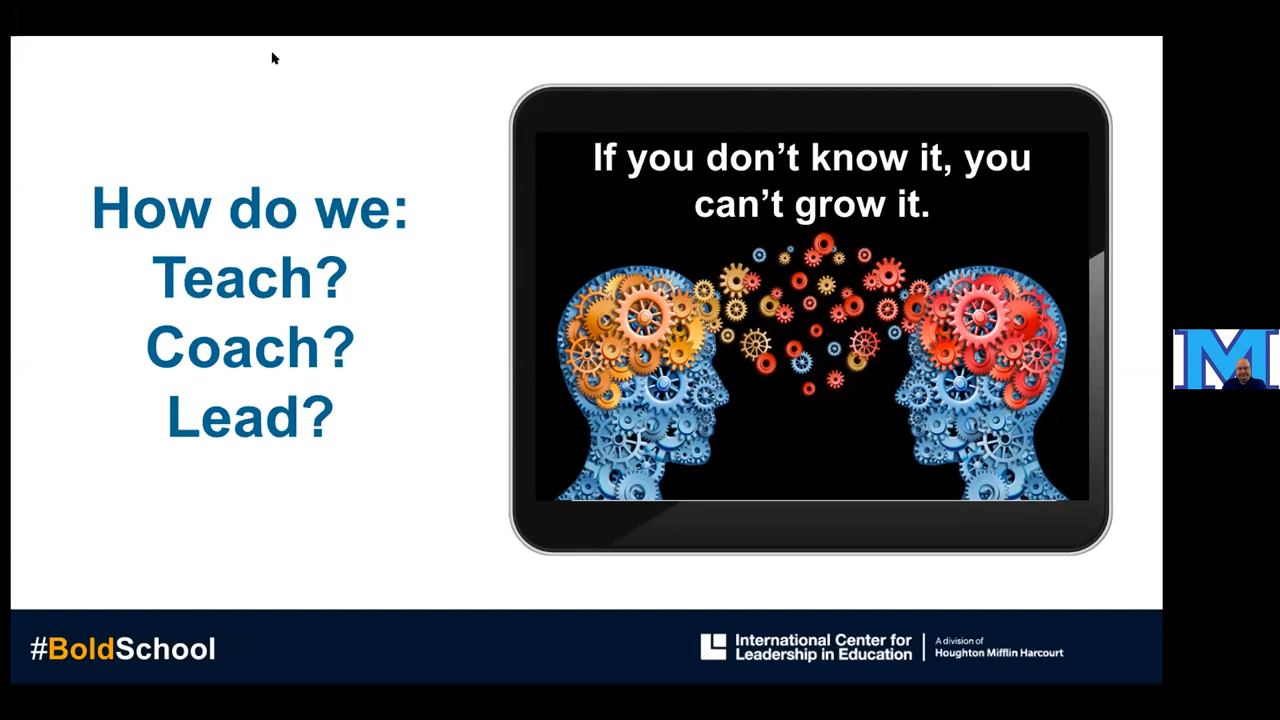 How do we:
Teach?
Coach?
Lead?
If you don’t know it, you
can’t grow it.
M
#BoldSchool
International Center for
Leadership in Education
A division of
Houghton Mifflin Harcourt